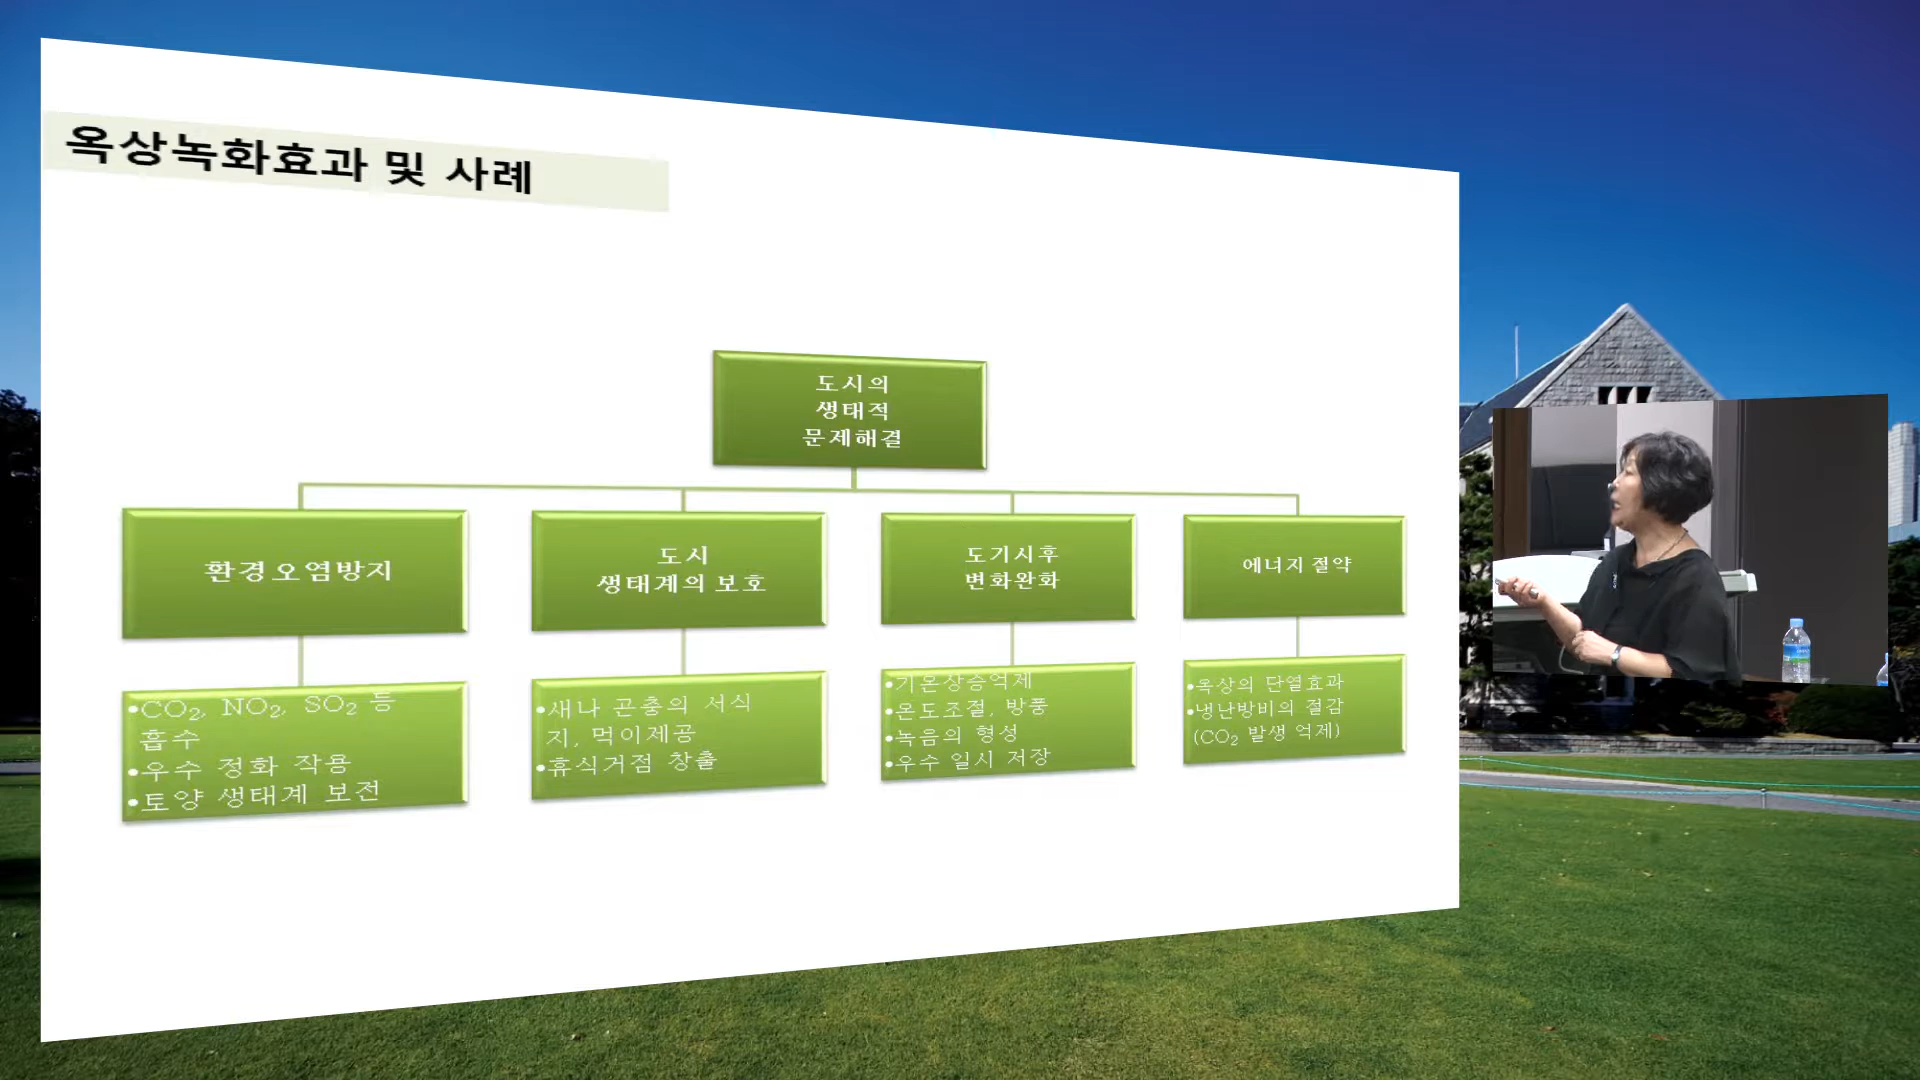 옥상녹화효과 및 사례
도시의
생태적
문제해결
환경오염방지
도시
생태계의 보호
도기시후
변화완화
에너지 절약
•CO₂, NO₂, SO₂ 등
흡수
•우수 정화 작용
•토양 생태계 보전
•새나 곤충의 서식
지, 먹이제공
•휴식거점 창출
•기온상승억제
•온도조절, 방풍
•녹음의 형성
•우수 일시 저장
•옥상의 단열효과
•냉난방비의 절감
(CO₂ 발생 억제)